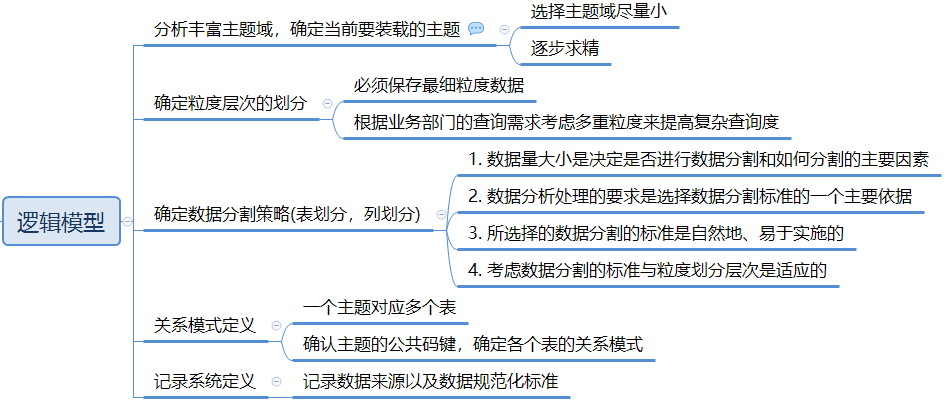 逻辑模型
分析丰富主题域，确定当前要装载的主题
选择主题域尽量小
逐步求精
确定粒度层次的划分
必须保存最细粒度数据
根据业务部门的查询需求考虑多重粒度来提高复杂查询度
确定数据分割策略(表划分，列划分)
1. 数据量大小是决定是否进行数据分割和如何分割的主要因素
2. 数据分析处理的要求是选择数据分割标准的一个主要依据
3. 所选择的数据分割的标准是自然地、易于实施的
4. 考虑数据分割的标准与粒度划分层次是适应的
关系模式定义
一个主题对应多个表
确认主题的公共码键，确定各个表的关系模式
记录系统定义
记录数据来源以及数据规范化标准